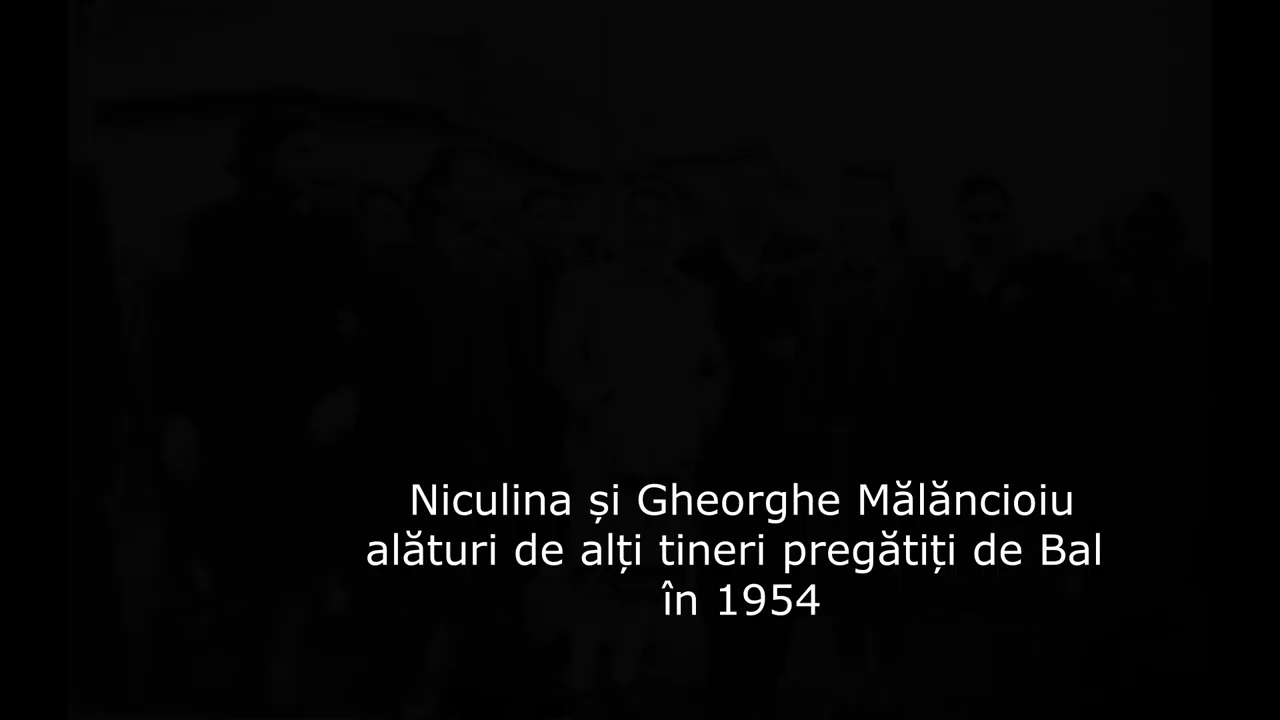 Niculina și Gheorghe Mălăncioiu
alături de alți tineri pregătiți de Bal
în 1954